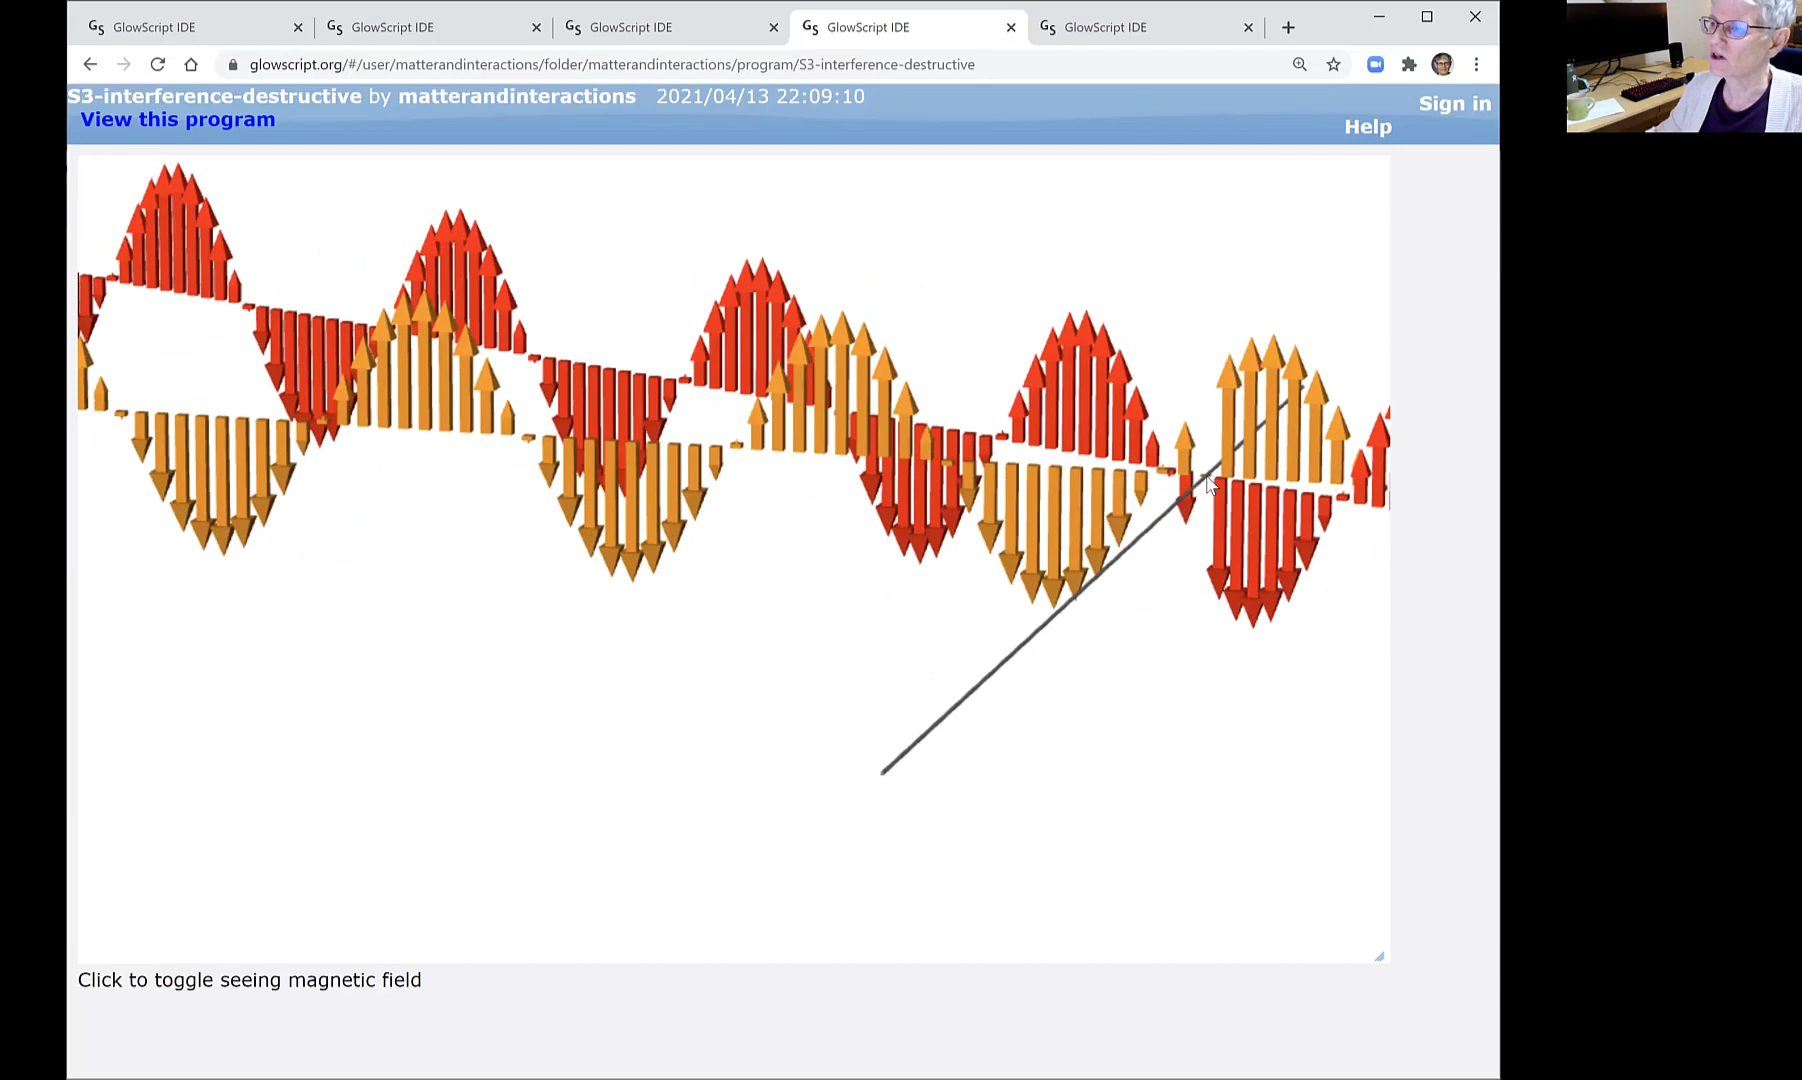 GlowScript IDE
GlowScript IDE
GlowScript IDE
GlowScript IDE
GlowScript IDE
glowscript.org/#/user/matterandinteractions/folder/matterandinteractions/program/S3-interference-destructive
S3-interference-destructive by matterandinteractions 2021/04/13 22:09:10
Sign in
View this program
Help
Click to toggle seeing magnetic field